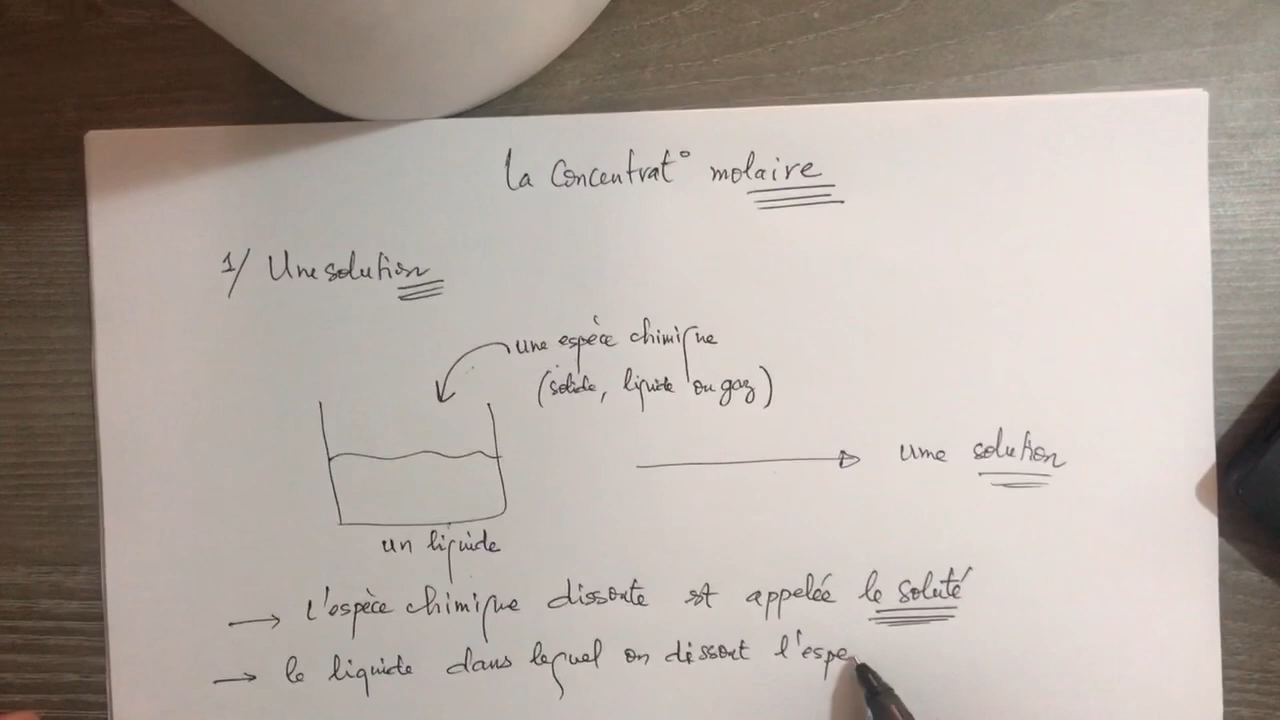 la Concentrat° molaire
1/ Une solution
une espèce chimique
(solide, liquide ou gaz)
une solution
un liquide
→ l'espèce chimique dissoute est appelée le soluté
→ le liquide dans lequel on dissout l'espe